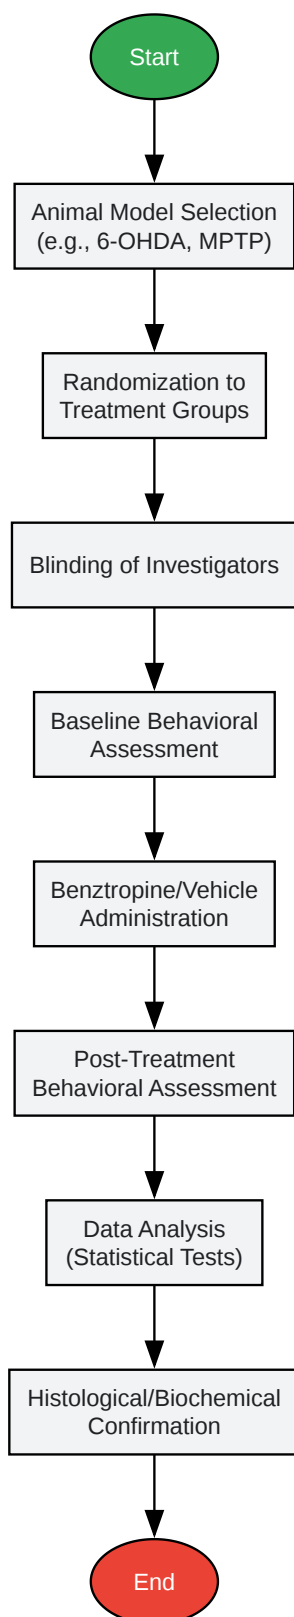 Start
Animal Model Selection
(e.g., 6-OHDA, MPTP)
Randomization to
Treatment Groups
Blinding of Investigators
Baseline Behavioral
Assessment
Benztropine/Vehicle
Administration
Post-Treatment
Behavioral Assessment
Data Analysis
(Statistical Tests)
Histological/Biochemical
Confirmation
End